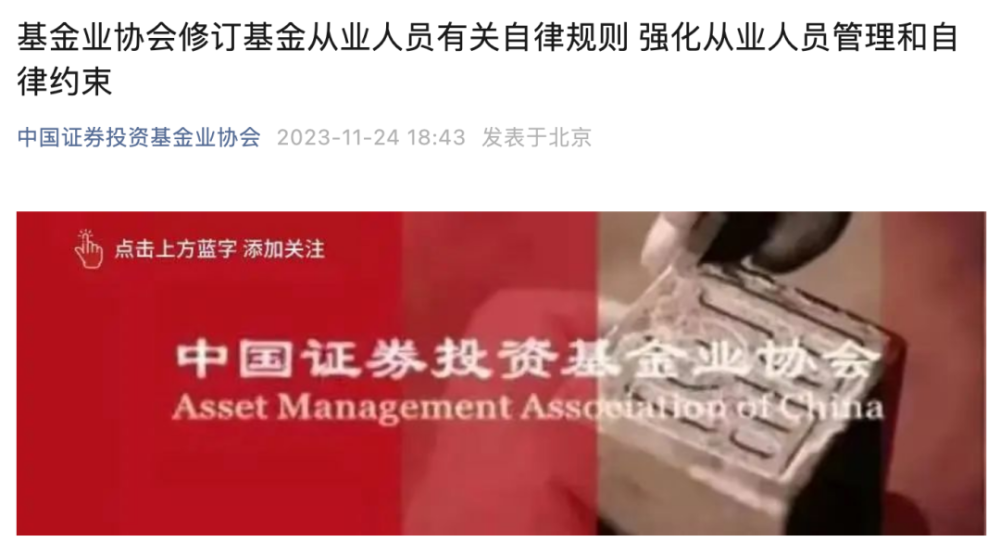 基金业协会修订基金从业人员有关自律规则 强化从业人员管理和自
律约束
中国证券投资基金业协会 2023-11-24 18:43 发表于北京
点击上方蓝字 添加关注
中国证券投资基金业协会
Asset Management Association of China